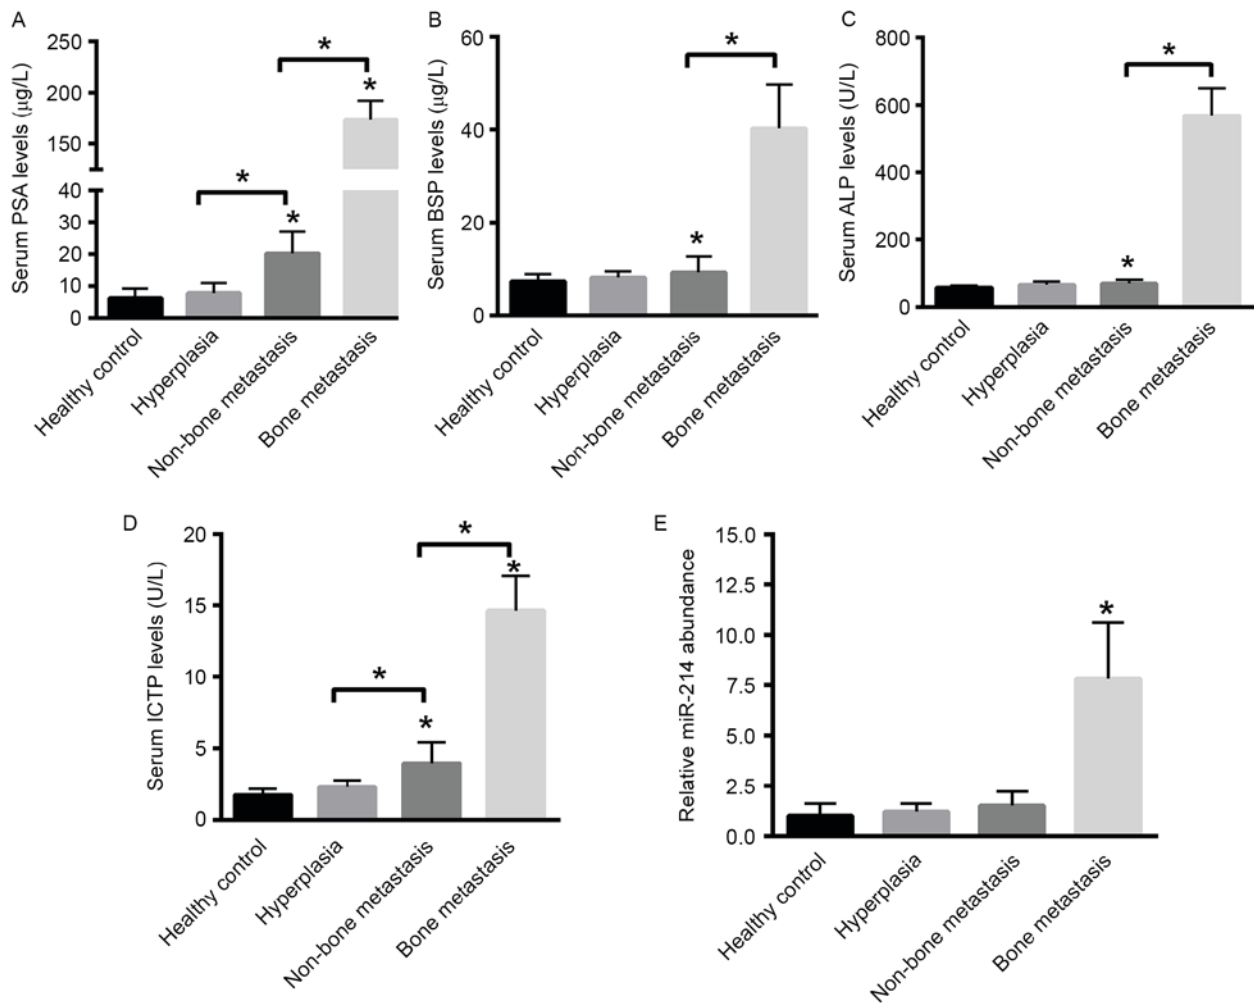 A
Serum PSA levels (μg/L)
250
200
150
40
30
20
10
0
*
*
*
*
Healthy control
Hyperplasia
Non-bone metastasis
Bone metastasis
B
Serum BSP levels (μg/L)
60
40
20
0
*
*
Healthy control
Hyperplasia
Non-bone metastasis
Bone metastasis
C
Serum ALP levels (U/L)
800
600
400
200
0
*
*
Healthy control
Hyperplasia
Non-bone metastasis
Bone metastasis
D
Serum ICTP levels (U/L)
20
15
10
5
0
*
*
*
*
Healthy control
Hyperplasia
Non-bone metastasis
Bone metastasis
E
Relative miR-214 abundance
15.0
12.5
10.0
7.5
5.0
2.5
0.0
*
Healthy control
Hyperplasia
Non-bone metastasis
Bone metastasis